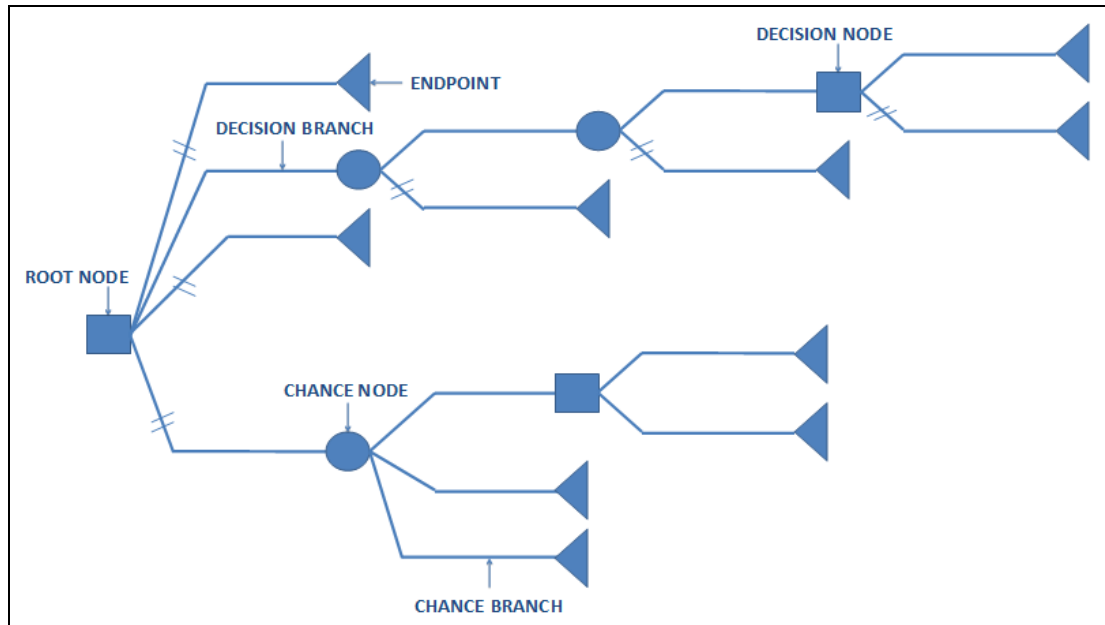 DECISION NODE
ENDPOINT
DECISION BRANCH
ROOT NODE
CHANCE NODE
CHANCE BRANCH